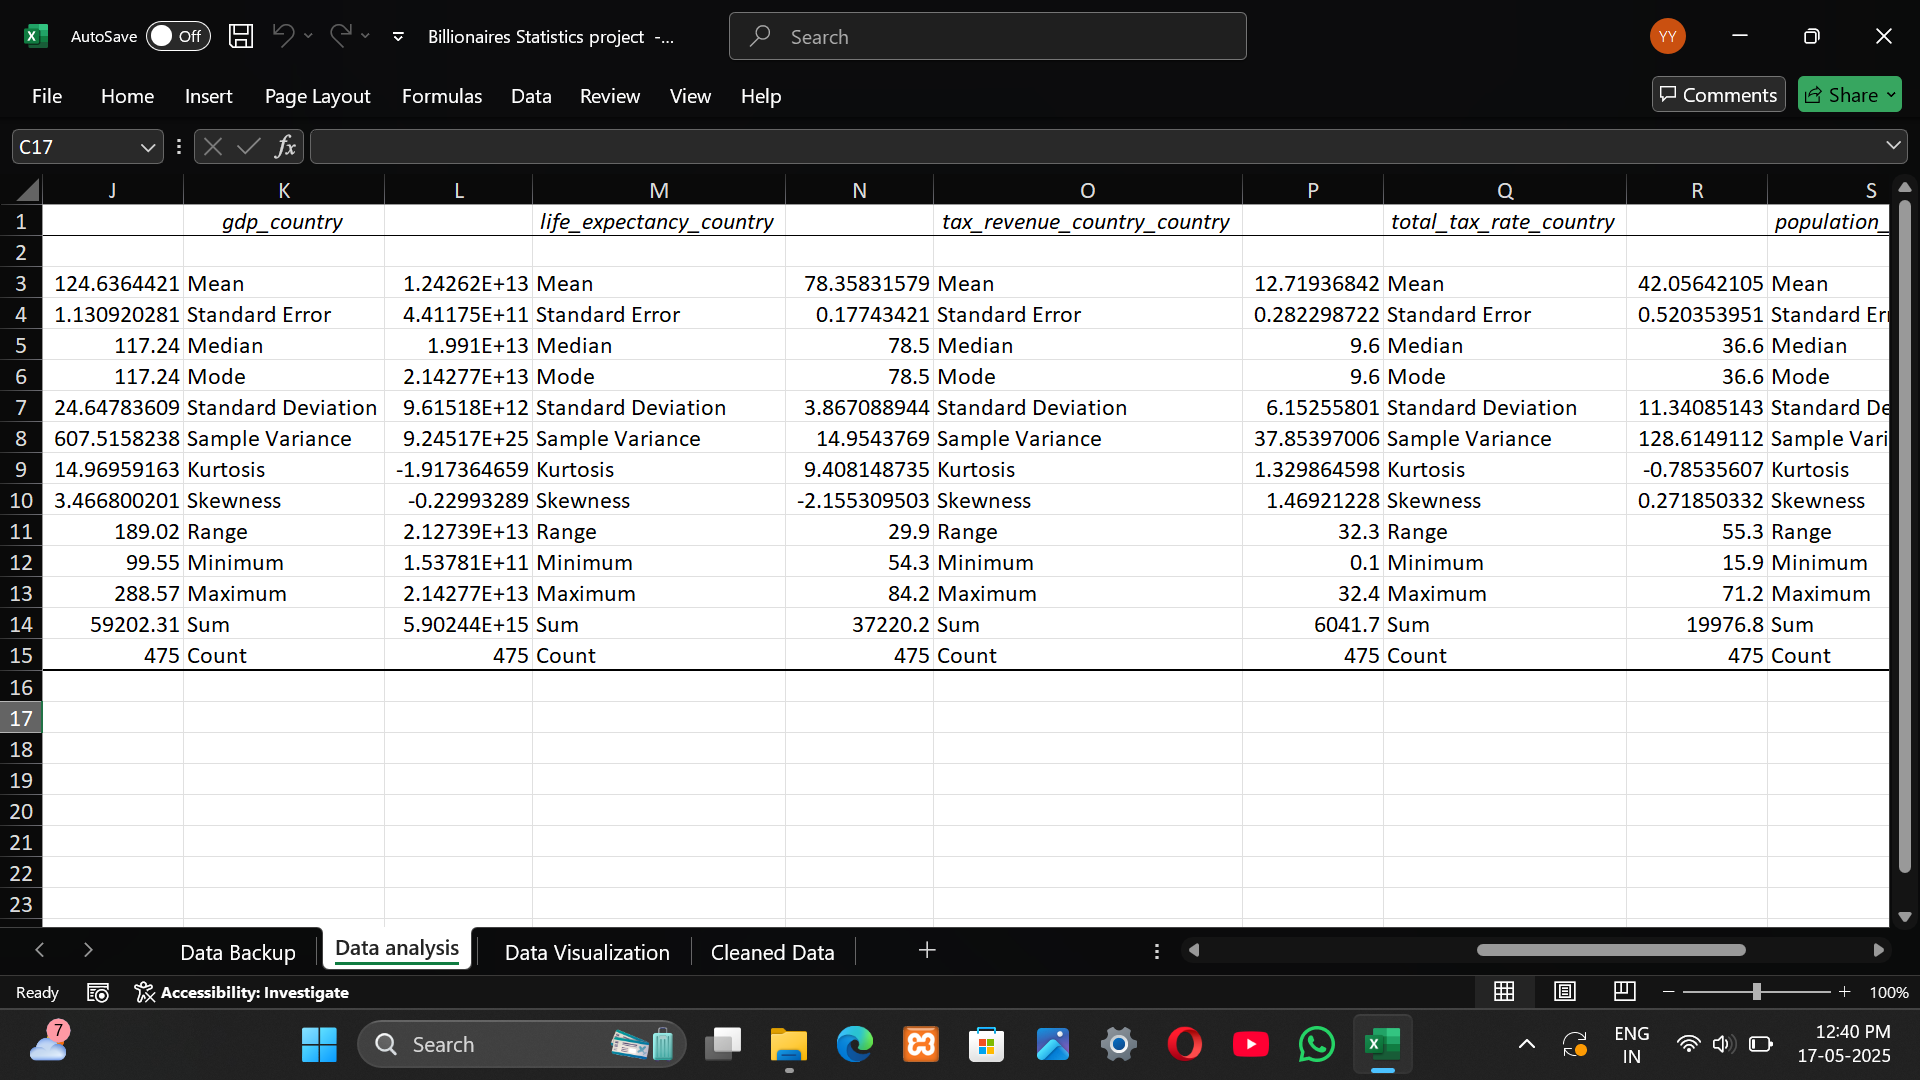 AutoSave Off Billionaires Statistics project -... Search YY
File Home Insert Page Layout Formulas Data Review View Help Comments Share
C17 fx
J K L M N O P Q R S
1 gdp_country life_expectancy_country tax_revenue_country_country total_tax_rate_country population_
2
3 124.6364421 Mean 1.24262E+13 Mean 78.35831579 Mean 12.71936842 Mean 42.05642105 Mean
4 1.130920281 Standard Error 4.41175E+11 Standard Error 0.17743421 Standard Error 0.282298722 Standard Error 0.520353951 Standard Er
5 117.24 Median 1.991E+13 Median 78.5 Median 9.6 Median 36.6 Median
6 117.24 Mode 2.14277E+13 Mode 78.5 Mode 9.6 Mode 36.6 Mode
7 24.64783609 Standard Deviation 9.61518E+12 Standard Deviation 3.867088944 Standard Deviation 6.15255801 Standard Deviation 11.34085143 Standard De
8 607.5158238 Sample Variance 9.24517E+25 Sample Variance 14.9543769 Sample Variance 37.85397006 Sample Variance 128.6149112 Sample Vari
9 14.96959163 Kurtosis -1.917364659 Kurtosis 9.408148735 Kurtosis 1.329864598 Kurtosis -0.78535607 Kurtosis
10 3.466800201 Skewness -0.22993289 Skewness -2.155309503 Skewness 1.46921228 Skewness 0.271850332 Skewness
11 189.02 Range 2.12739E+13 Range 29.9 Range 32.3 Range 55.3 Range
12 99.55 Minimum 1.53781E+11 Minimum 54.3 Minimum 0.1 Minimum 15.9 Minimum
13 288.57 Maximum 2.14277E+13 Maximum 84.2 Maximum 32.4 Maximum 71.2 Maximum
14 59202.31 Sum 5.90244E+15 Sum 37220.2 Sum 6041.7 Sum 19976.8 Sum
15 475 Count 475 Count 475 Count 475 Count 475 Count
16
17
18
19
20
21
22
23
Data Backup Data analysis Data Visualization Cleaned Data
Ready Accessibility: Investigate 100%
7 Search ENG IN 12:40 PM
17-05-2025